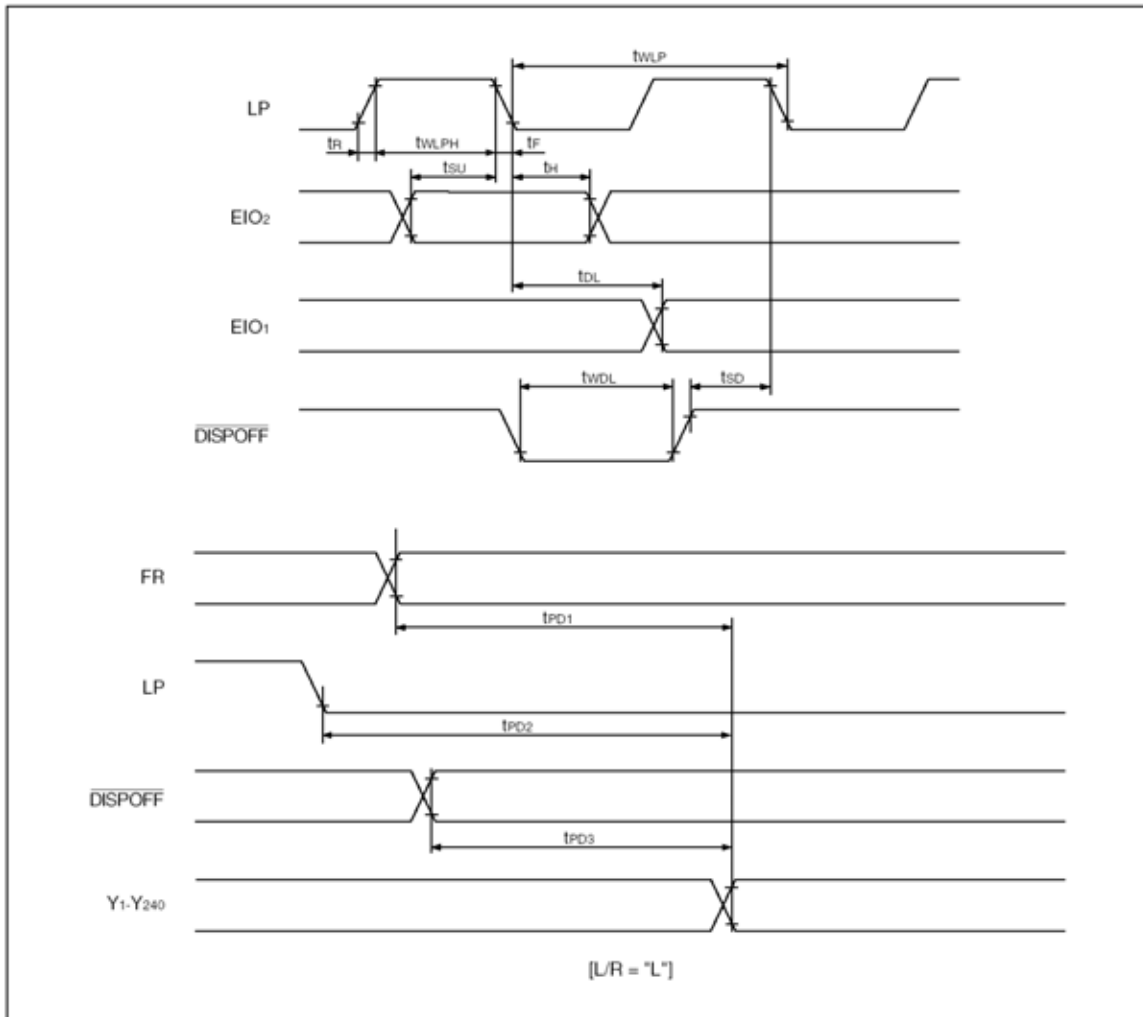 tWLP
LP
tR tWLPH tF
tSU tH
EIO2
tDL
EIO1
tWDL tSD
DISPOFF
FR
tPD1
LP
tPD2
DISPOFF
tPD3
Y1-Y240
[L/R = "L"]